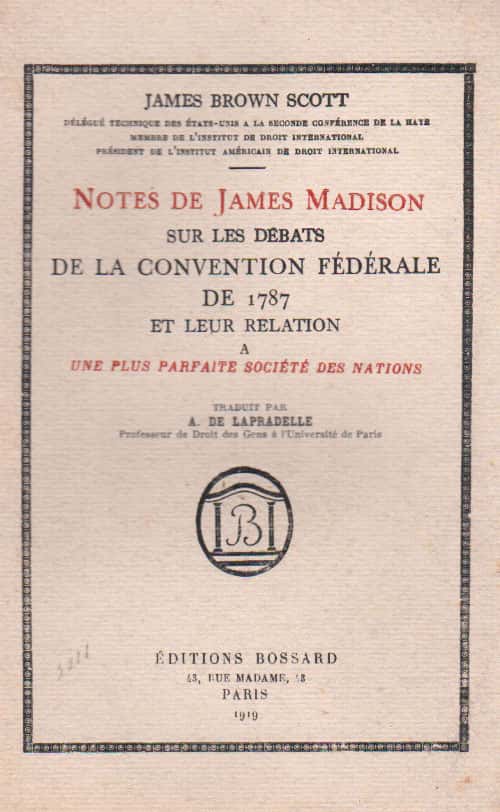 JAMES BROWN SCOTT
DÉLÉGUÉ TECHNIQUE DES ÉTATS-UNIS A LA SECONDE CONFÉRENCE DE LA HAYE
MEMBRE DE L'INSTITUT DE DROIT INTERNATIONAL
PRÉSIDENT DE L'INSTITUT AMÉRICAIN DE DROIT INTERNATIONAL
NOTES DE JAMES MADISON
SUR LES DÉBATS
DE LA CONVENTION FÉDÉRALE
DE 1787
ET LEUR RELATION
A
UNE PLUS PARFAITE SOCIÉTÉ DES NATIONS
TRADUIT PAR
A. DE LAPRADELLE
Professeur de Droit des Gens à l'Université de Paris
B
ÉDITIONS BOSSARD
43, RUE MADAME, 43
PARIS
1919